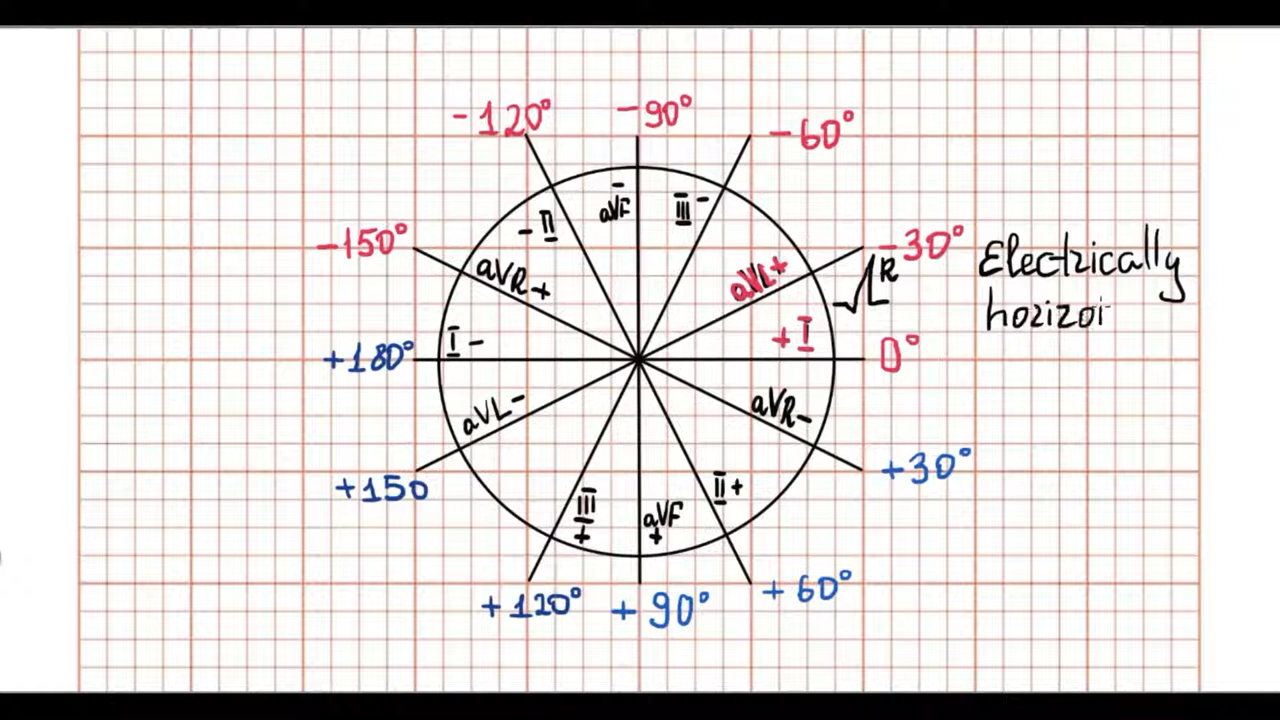 -120°
-90°
-60°
- aVF
III -
- II
-150°
-30°
aVR+
aVL+
R
L
Electrically
horizon
I -
+ I
+180°
0°
aVL-
aVR-
+150
+30°
II+
III
+
aVF
+
+120°
+90°
+60°